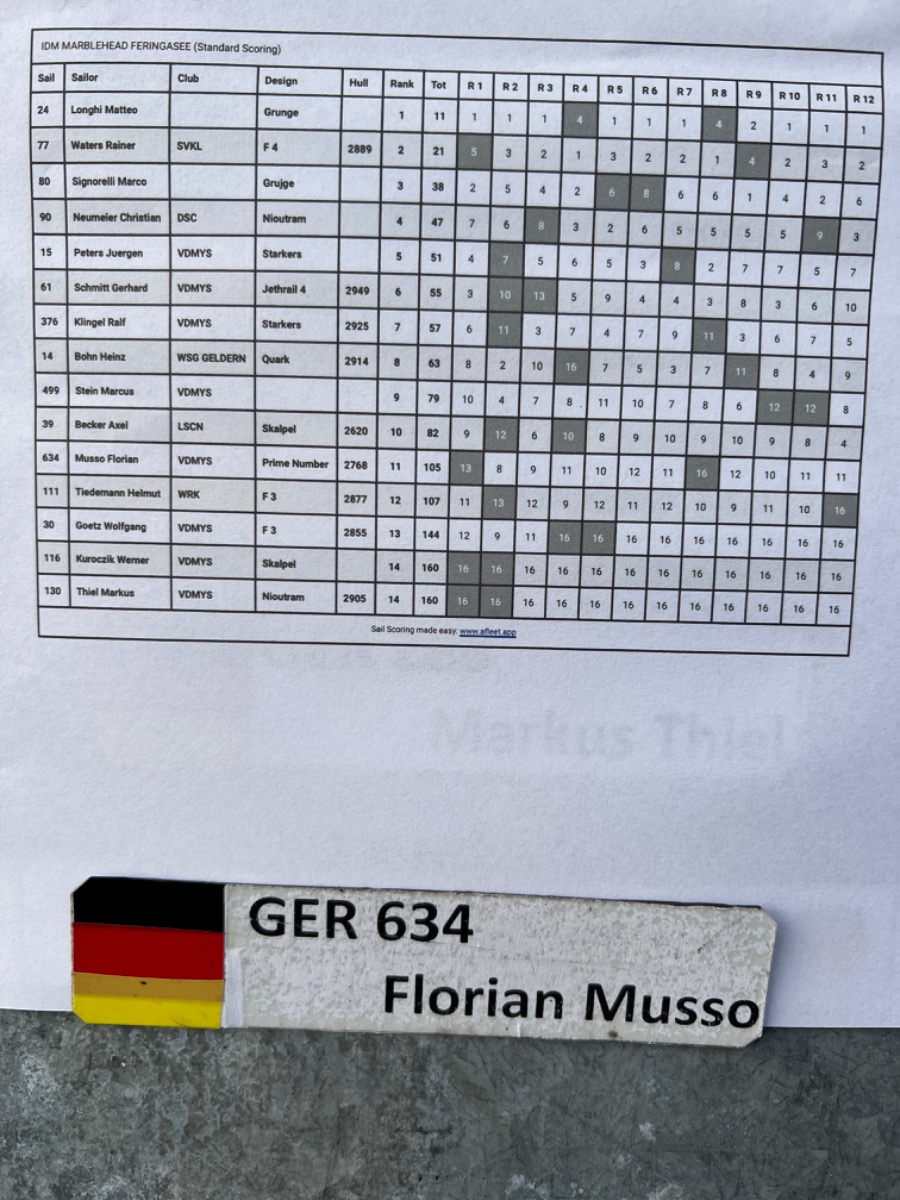 IDM MARBLEHEAD FERINGASEE (Standard Scoring)
Sail Sailor Club Design Hull Rank Tot R 1 R 2 R 3 R 4 R 5 R 6 R 7 R 8 R 9 R 10 R 11 R 12
24 Longhi Matteo Grunge 1 11 1 1 1 4 1 1 1 4 2 1 1 1
77 Waters Rainer SVKL F 4 2889 2 21 5 3 2 1 3 2 2 1 4 2 3 2
80 Signorelli Marco Grujge 3 38 2 5 4 2 6 8 6 6 1 4 2 6
90 Neumeier Christian DSC Nioutram 4 47 7 6 8 3 2 6 5 5 5 5 9 3
15 Peters Juergen VDMYS Starkers 5 51 4 7 5 6 5 3 8 2 7 7 5 7
61 Schmitt Gerhard VDMYS Jethrail 4 2949 6 55 3 10 13 5 9 4 4 3 8 3 6 10
376 Klingel Ralf VDMYS Starkers 2925 7 57 6 11 3 7 4 7 9 11 3 6 7 5
14 Bohn Heinz WSG GELDERN Quark 2914 8 63 8 2 10 16 7 5 3 7 11 8 4 9
499 Stein Marcus VDMYS 9 79 10 4 7 8 11 10 7 8 6 12 12 8
39 Becker Axel LSCN Skalpel 2620 10 82 9 12 6 10 8 9 10 9 10 9 8 4
634 Musso Florian VDMYS Prime Number 2768 11 105 13 8 9 11 10 12 11 16 12 10 11 11
111 Tiedemann Helmut WRK F 3 2877 12 107 11 13 12 9 12 11 12 10 9 11 10 16
30 Goetz Wolfgang VDMYS F 3 2855 13 144 12 9 11 16 16 16 16 16 16 16 16 16
116 Kuroczik Werner VDMYS Skalpel 14 160 16 16 16 16 16 16 16 16 16 16 16 16
130 Thiel Markus VDMYS Nioutram 2905 14 160 16 16 16 16 16 16 16 16 16 16 16 16
Sail Scoring made easy. www.afleet.app
Markus Thiel
GER 634
Florian Musso